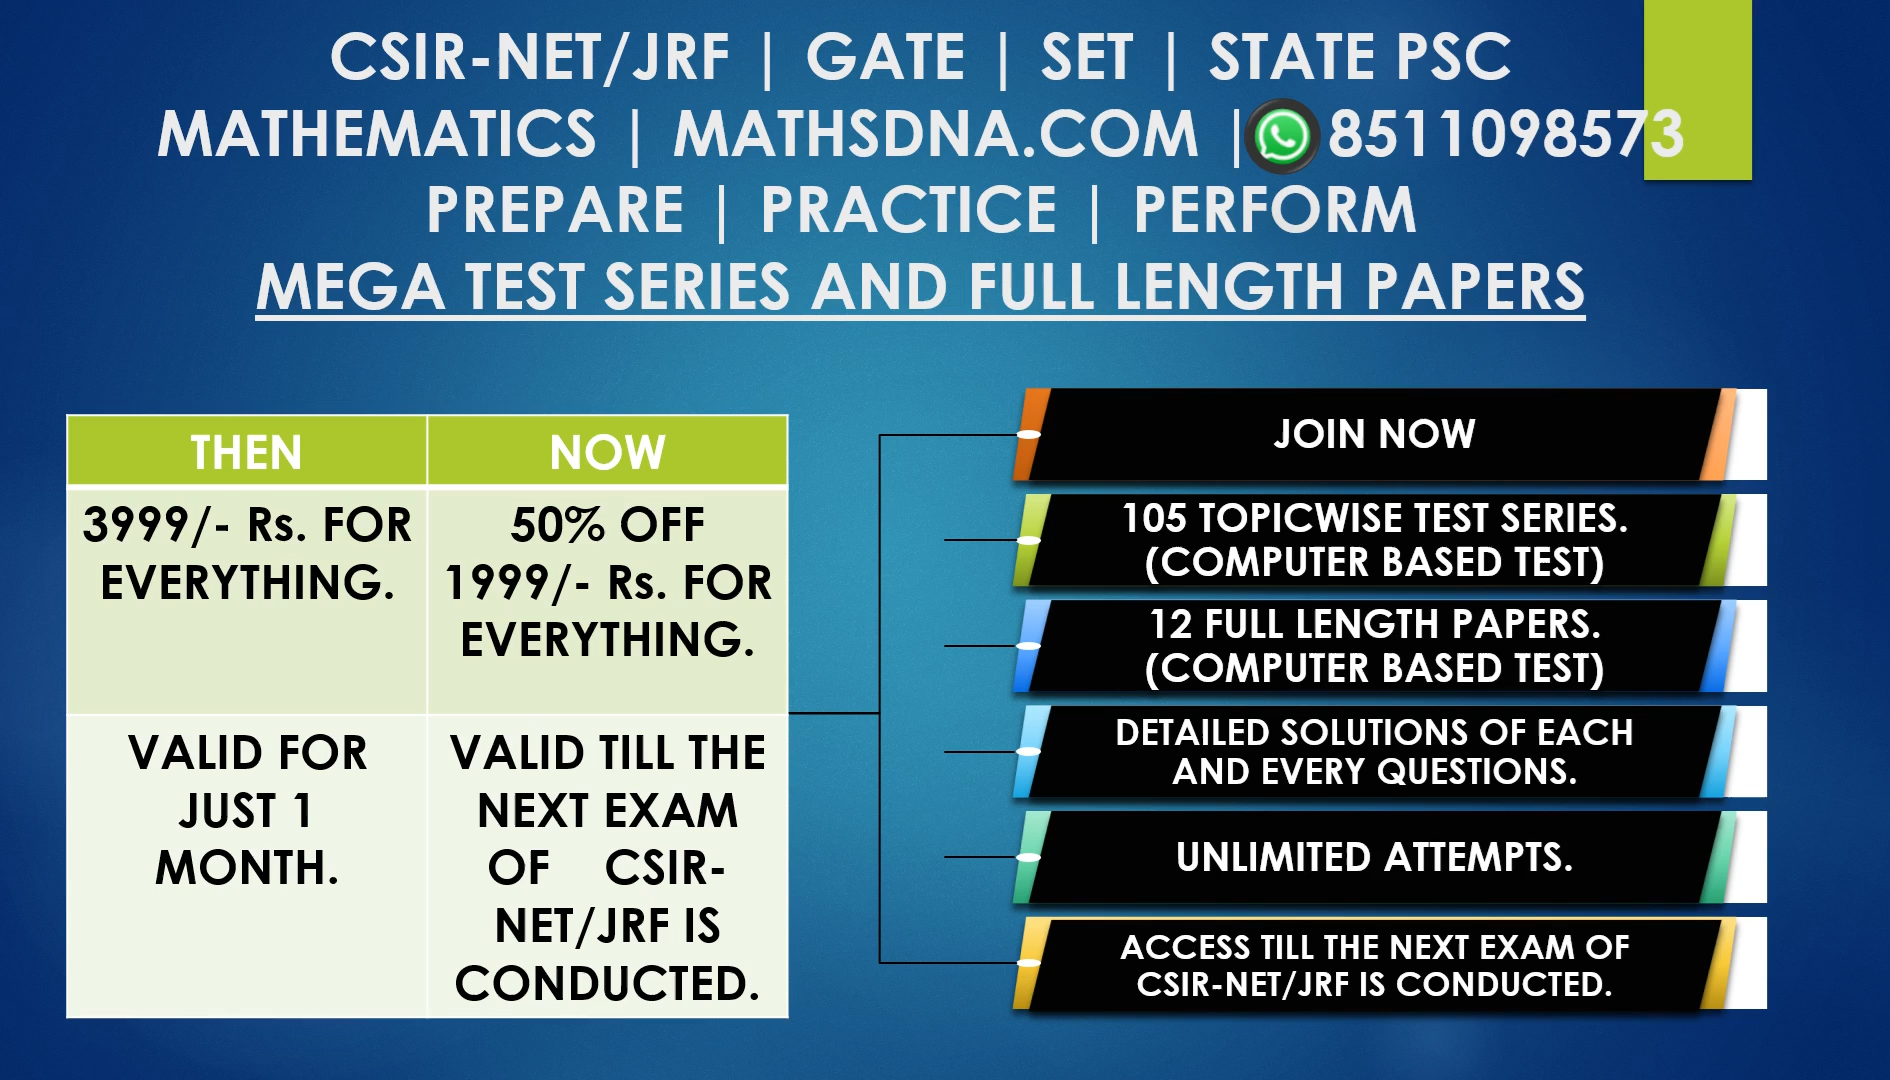 CSIR-NET/JRF | GATE | SET | STATE PSC
MATHEMATICS | MATHSDNA.COM | 8511098573
PREPARE | PRACTICE | PERFORM
MEGA TEST SERIES AND FULL LENGTH PAPERS
THEN
NOW
3999/- Rs. FOR
EVERYTHING.
50% OFF
1999/- Rs. FOR
EVERYTHING.
VALID FOR
JUST 1
MONTH.
VALID TILL THE
NEXT EXAM
OF CSIR-
NET/JRF IS
CONDUCTED.
JOIN NOW
105 TOPICWISE TEST SERIES.
(COMPUTER BASED TEST)
12 FULL LENGTH PAPERS.
(COMPUTER BASED TEST)
DETAILED SOLUTIONS OF EACH
AND EVERY QUESTIONS.
UNLIMITED ATTEMPTS.
ACCESS TILL THE NEXT EXAM OF
CSIR-NET/JRF IS CONDUCTED.